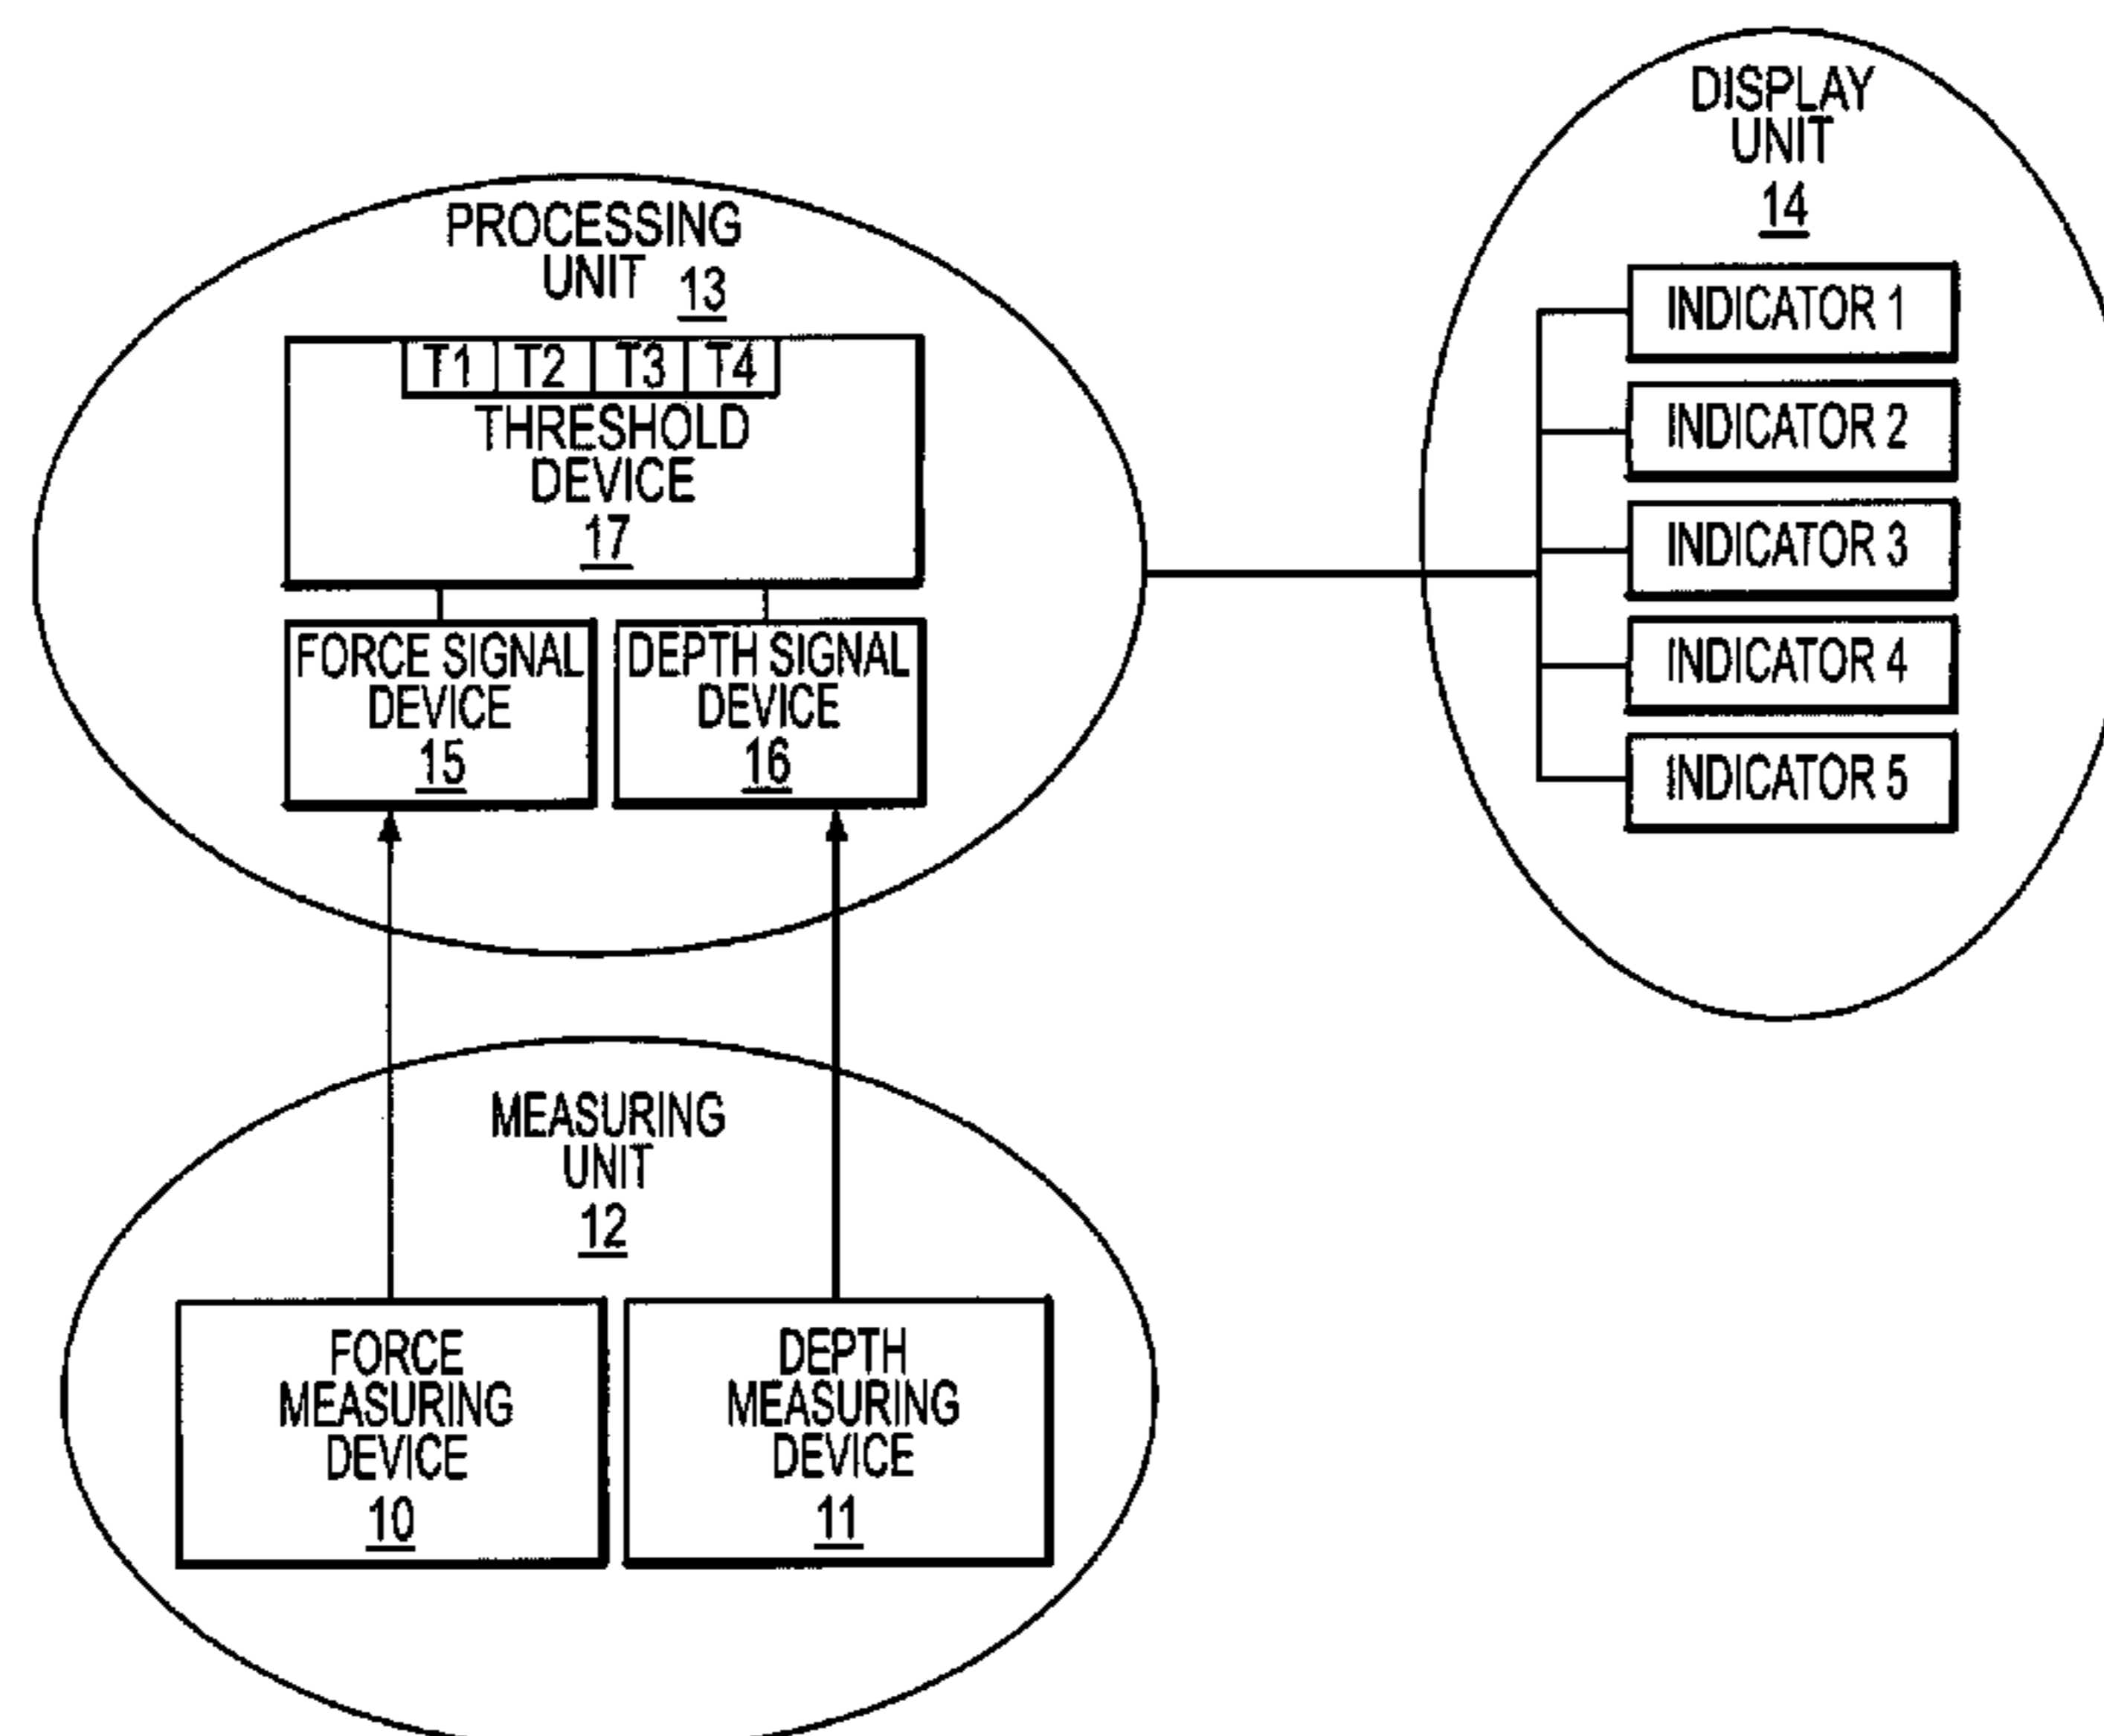 PROCESSING
UNIT 13
T1 T2 T3 T4
THRESHOLD
DEVICE
17
FORCE SIGNAL
DEVICE
15
DEPTH SIGNAL
DEVICE
16
DISPLAY
UNIT
14
INDICATOR 1
INDICATOR 2
INDICATOR 3
INDICATOR 4
INDICATOR 5
MEASURING
UNIT
12
FORCE
MEASURING
DEVICE
10
DEPTH
MEASURING
DEVICE
11